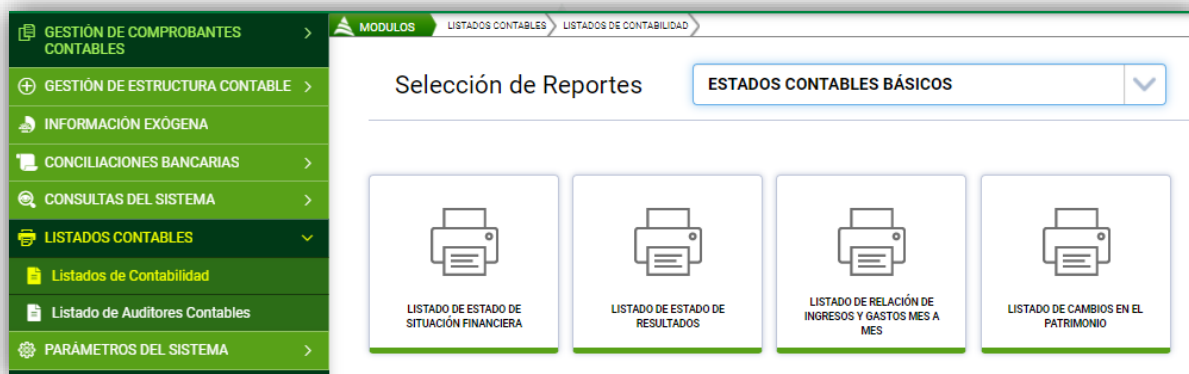 GESTIÓN DE COMPROBANTES
CONTABLES
GESTIÓN DE ESTRUCTURA CONTABLE
INFORMACIÓN EXÓGENA
CONCILIACIONES BANCARIAS
CONSULTAS DEL SISTEMA
LISTADOS CONTABLES
Listados de Contabilidad
Listado de Auditores Contables
PARÁMETROS DEL SISTEMA
MODULOS LISTADOS CONTABLES LISTADOS DE CONTABILIDAD
Selección de Reportes ESTADOS CONTABLES BÁSICOS
LISTADO DE ESTADO DE
SITUACIÓN FINANCIERA
LISTADO DE ESTADO DE
RESULTADOS
LISTADO DE RELACIÓN DE
INGRESOS Y GASTOS MES A
MES
LISTADO DE CAMBIOS EN EL
PATRIMONIO